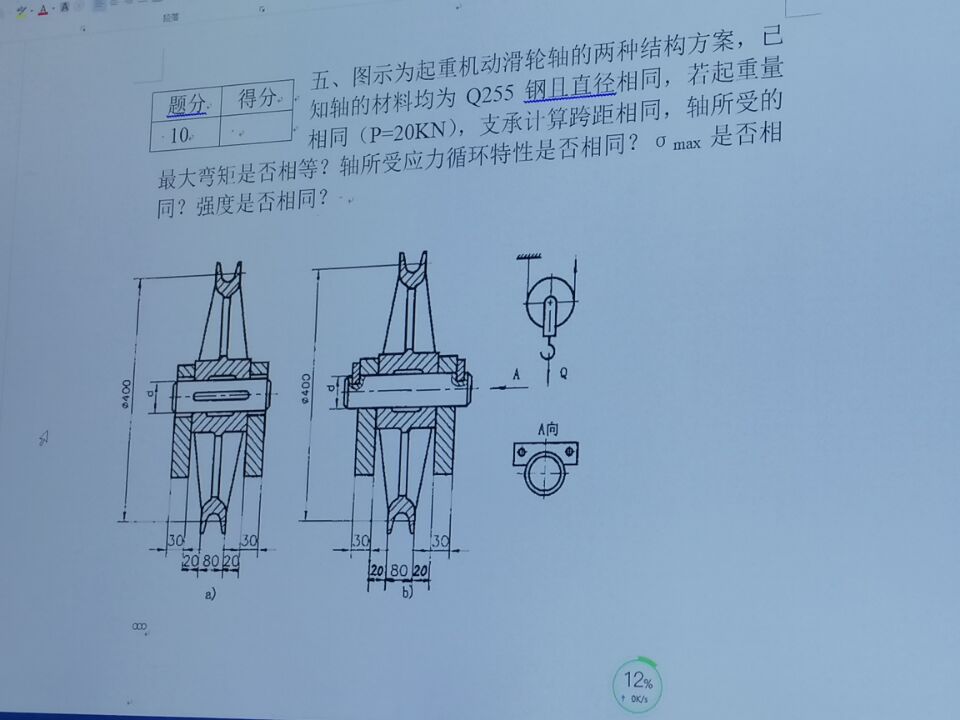 段落
五、图示为起重机动滑轮轴的两种结构方案，已
题分 得分
知轴的材料均为 Q255 钢且直径相同，若起重量
10
相同（P=20KN），支承计算跨距相同，轴所受的
最大弯矩是否相等？轴所受应力循环特性是否相同？σmax 是否相
同？强度是否相同？
ø400 d ø400 d A Q
A向
30 30 30 30
20 80 20 20 80 20
a) b)
12%
↑ 0K/s